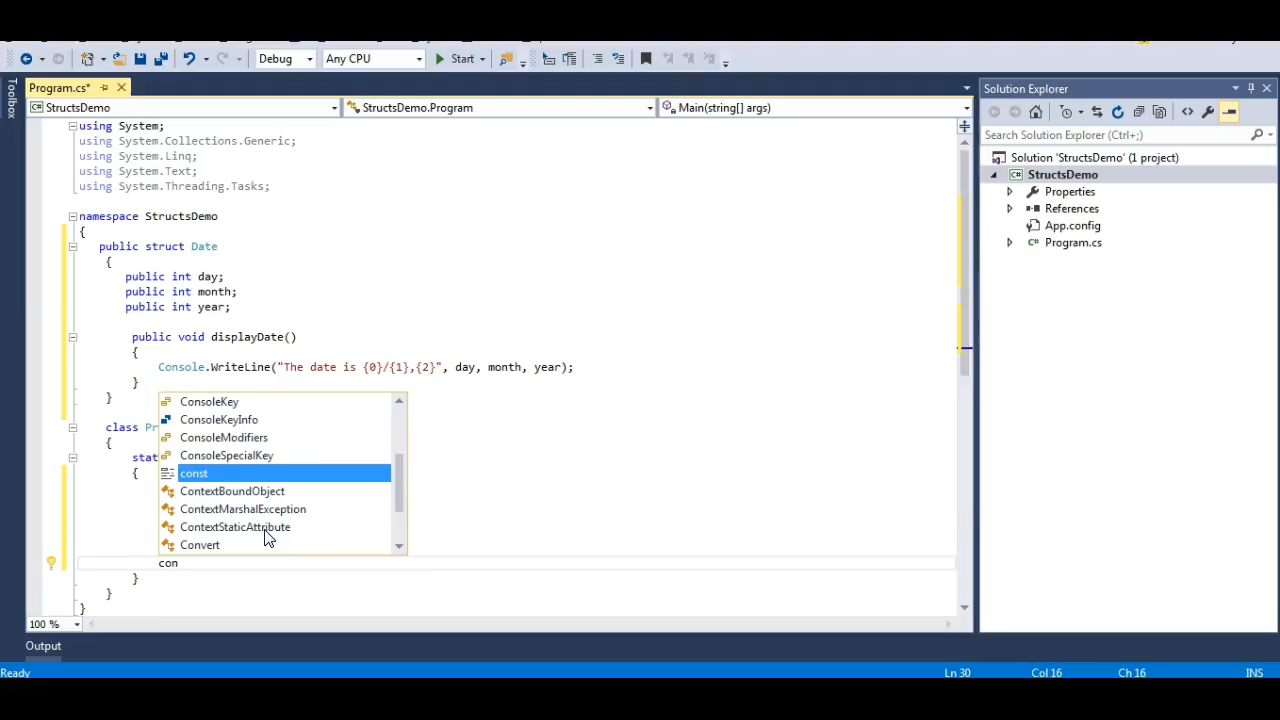 Debug
Any CPU
Start
Toolbox
Program.cs*
StructsDemo
StructsDemo.Program
Main(string[] args)
using System;
using System.Collections.Generic;
using System.Linq;
using System.Text;
using System.Threading.Tasks;
namespace StructsDemo
{
public struct Date
{
public int day;
public int month;
public int year;
public void displayDate()
{
Console.WriteLine("The date is {0}/{1},{2}", day, month, year);
}
}
class Pr
{
stat
{
ConsoleKey
ConsoleKeyInfo
ConsoleModifiers
ConsoleSpecialKey
const
ContextBoundObject
ContextMarshalException
ContextStaticAttribute
Convert
con
}
}
}
100 %
Output
Ready
Ln 30
Col 16
Ch 16
INS
Solution Explorer
Search Solution Explorer (Ctrl+;)
Solution 'StructsDemo' (1 project)
StructsDemo
Properties
References
App.config
Program.cs